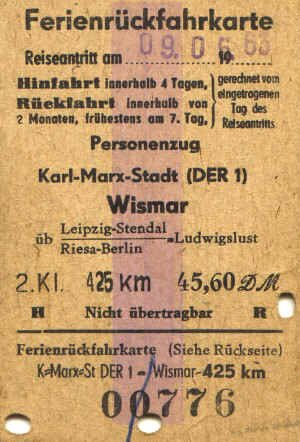 Ferienrückfahrkarte
Reiseantritt am 09.06.63 19
Hinfahrt innerhalb 4 Tagen, gerechnet vom
Rückfahrt innerhalb von eingetragenen
2 Monaten, frühestens am 7. Tag, Tag des Reiseantritts
Personenzug
Karl-Marx-Stadt (DER 1)
Wismar
üb Leipzig-Stendal
Riesa-Berlin -Ludwigslust
2. Kl. 425 Km 45,60 DM
H Nicht übertragbar R
Ferienrückfahrkarte (Siehe Rückseite)
K=Marx=St DER 1 - Wismar-425 km
00776